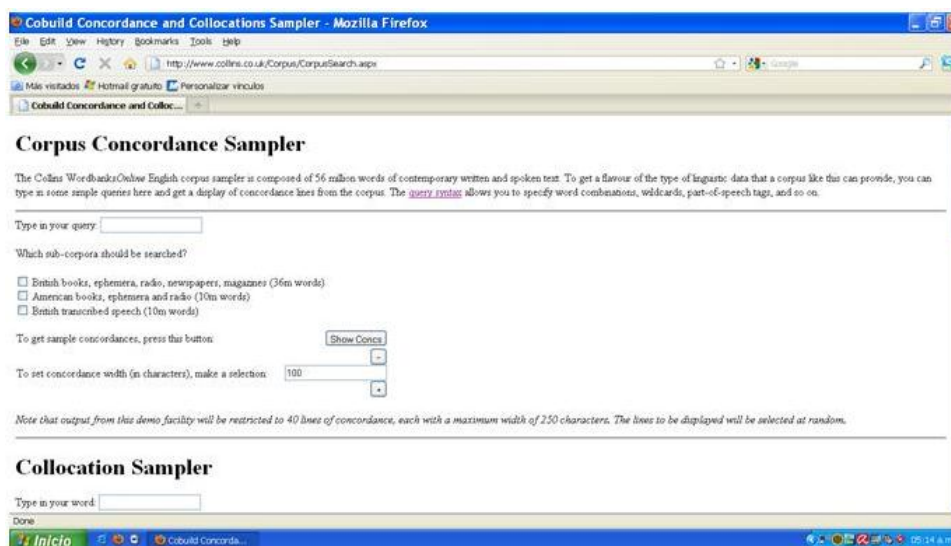 Cobuild Concordance and Collocations Sampler - Mozilla Firefox
File Edit View History Bookmarks Tools Help
http://www.collins.co.uk/Corpus/CorpusSearch.aspx
Google
Más visitados Hotmail gratuito Personalizar vínculos
Cobuild Concordance and Colloc...
Corpus Concordance Sampler
The Collins WordbanksOnline English corpus sampler is composed of 56 million words of contemporary written and spoken text. To get a flavour of the type of linguistic data that a corpus like this can provide, you can
type in some simple queries here and get a display of concordance lines from the corpus. The query syntax allows you to specify word combinations, wildcards, part-of-speech tags, and so on.
Type in your query:
Which sub-corpora should be searched?
British books, ephemera, radio, newspapers, magazines (36m words)
American books, ephemera and radio (10m words)
British transcribed speech (10m words)
To get sample concordances, press this button: Show Concs
To set concordance width (in characters), make a selection: 100
Note that output from this demo facility will be restricted to 40 lines of concordance, each with a maximum width of 250 characters. The lines to be displayed will be selected at random.
Collocation Sampler
Type in your word:
Done
Inicio Cobuild Concorda... 05:14 a.m.